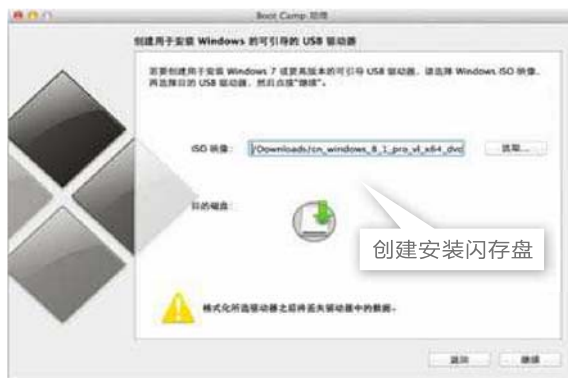 Boot Camp 助理
创建用于安装 Windows 的可引导的 USB 驱动器
若要创建用于安装 Windows 7 或更高版本的可引导 USB 驱动器，请选择 Windows ISO 映像，
再选择目的 USB 驱动器，然后点按“继续”。
ISO 映像:
/Downloads/cn_windows_8_1_pro_vl_x64_dvd
选取...
目的磁盘:
创建安装闪存盘
格式化所选驱动器之后将丢失驱动器中的数据。
返回
继续